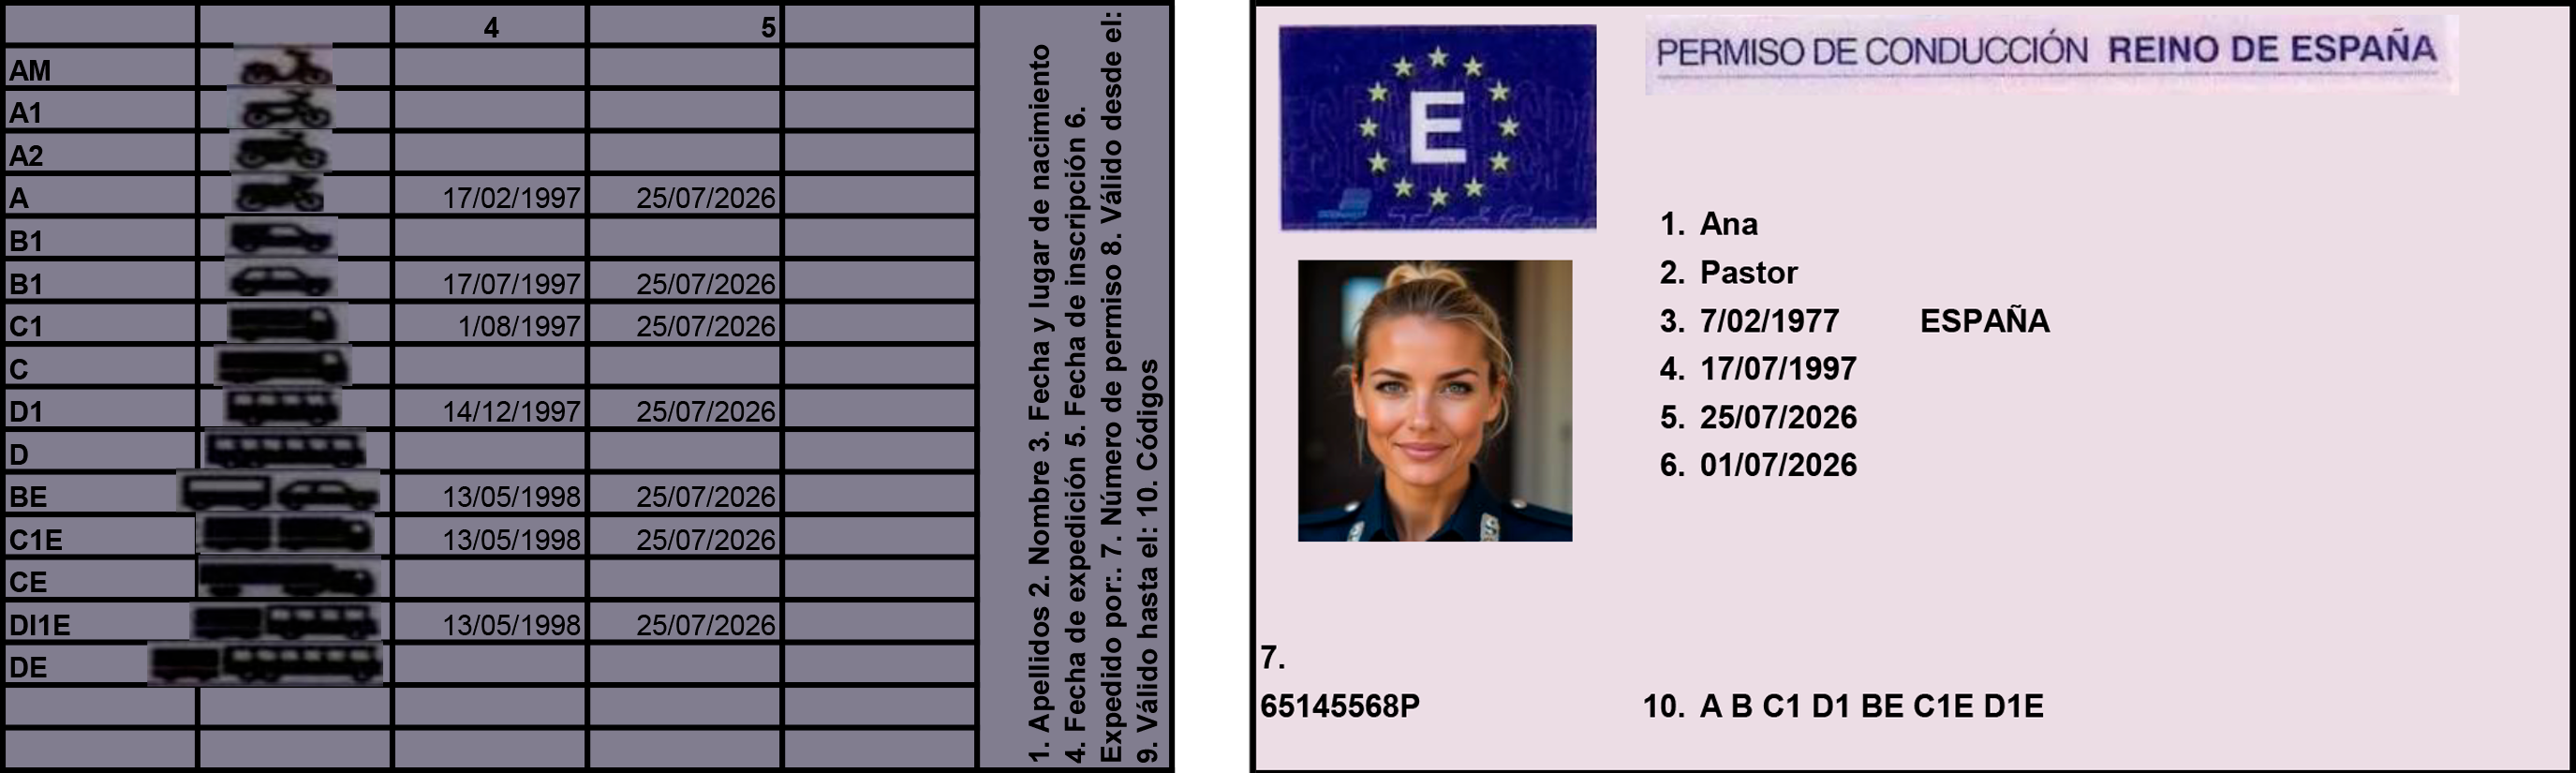 4 5
AM
A1
A2
A 17/02/1997 25/07/2026
B1
B1 17/07/1997 25/07/2026
C1 1/08/1997 25/07/2026
C
D1 14/12/1997 25/07/2026
D
BE 13/05/1998 25/07/2026
C1E 13/05/1998 25/07/2026
CE
DI1E 13/05/1998 25/07/2026
DE
1. Apellidos 2. Nombre 3. Fecha y lugar de nacimiento
4. Fecha de expedición 5. Fecha de inscripción 6.
Expedido por:. 7. Número de permiso 8. Válido desde el:
9. Válido hasta el: 10. Códigos
E
PERMISO DE CONDUCCIÓN REINO DE ESPAÑA
1. Ana
2. Pastor
3. 7/02/1977 ESPAÑA
4. 17/07/1997
5. 25/07/2026
6. 01/07/2026
7.
65145568P
10. A B C1 D1 BE C1E D1E